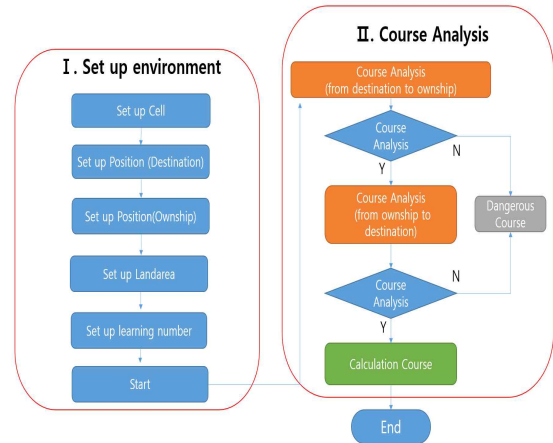 Ⅰ. Set up environment
Set up Cell
Set up Position (Destination)
Set up Position(Ownship)
Set up Landarea
Set up learning number
Start
Ⅱ. Course Analysis
Course Analysis
(from destination to ownship)
Course
Analysis
N
Y
Course Analysis
(from ownship to
destination)
Dangerous
Course
Course
Analysis
N
Y
Calculation Course
End